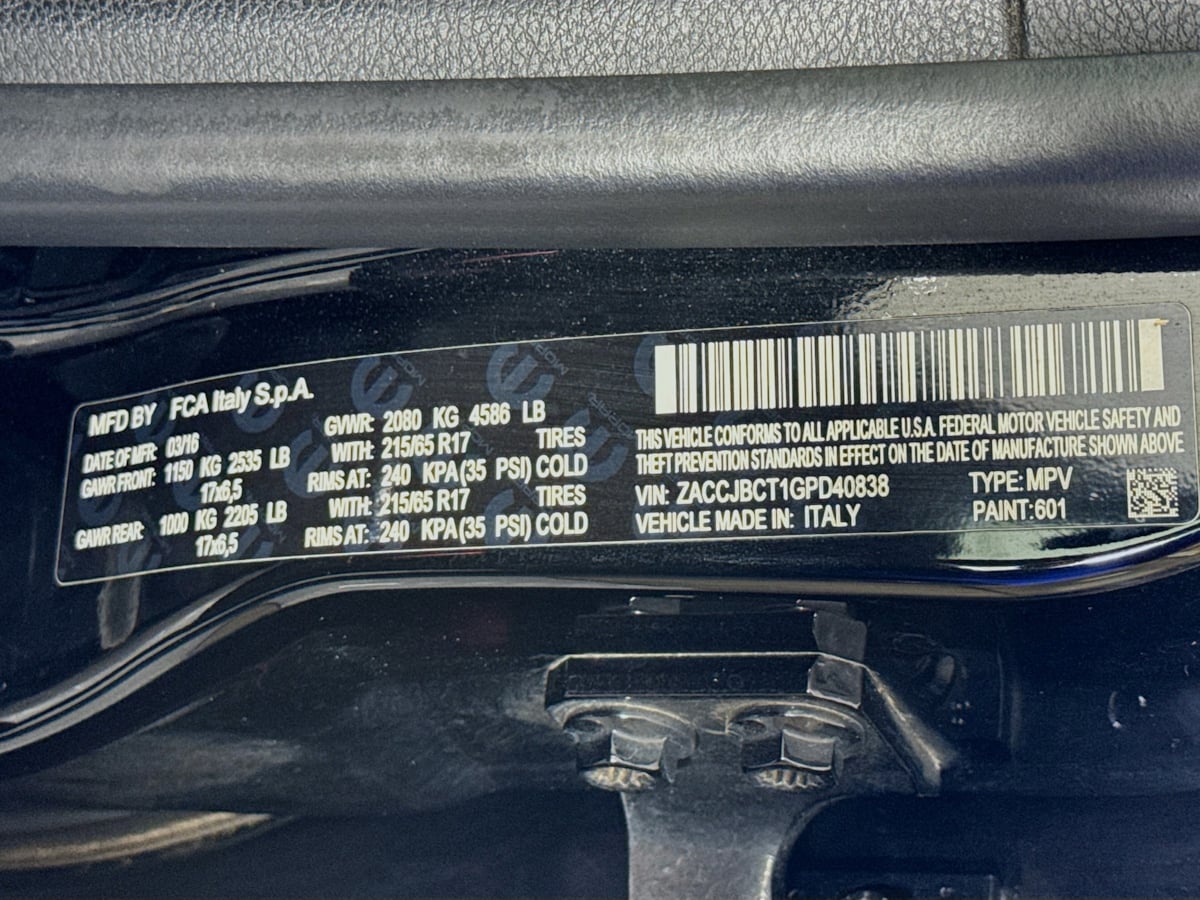 MFD BY FCA Italy S.p.A.
DATE OF MFR: 03/16 GVWR: 2080 KG 4586 LB
GAWR FRONT: 1150 KG 2535 LB WITH: 215/65 R17 TIRES
17x6,5 RIMS AT: 240 KPA(35 PSI) COLD
GAWR REAR: 1000 KG 2205 LB WITH: 215/65 R17 TIRES
17x6,5 RIMS AT: 240 KPA(35 PSI) COLD
THIS VEHICLE CONFORMS TO ALL APPLICABLE U.S.A. FEDERAL MOTOR VEHICLE SAFETY AND
THEFT PREVENTION STANDARDS IN EFFECT ON THE DATE OF MANUFACTURE SHOWN ABOVE
VIN: ZACCJBCT1GPD40838 TYPE: MPV
VEHICLE MADE IN: ITALY PAINT:601